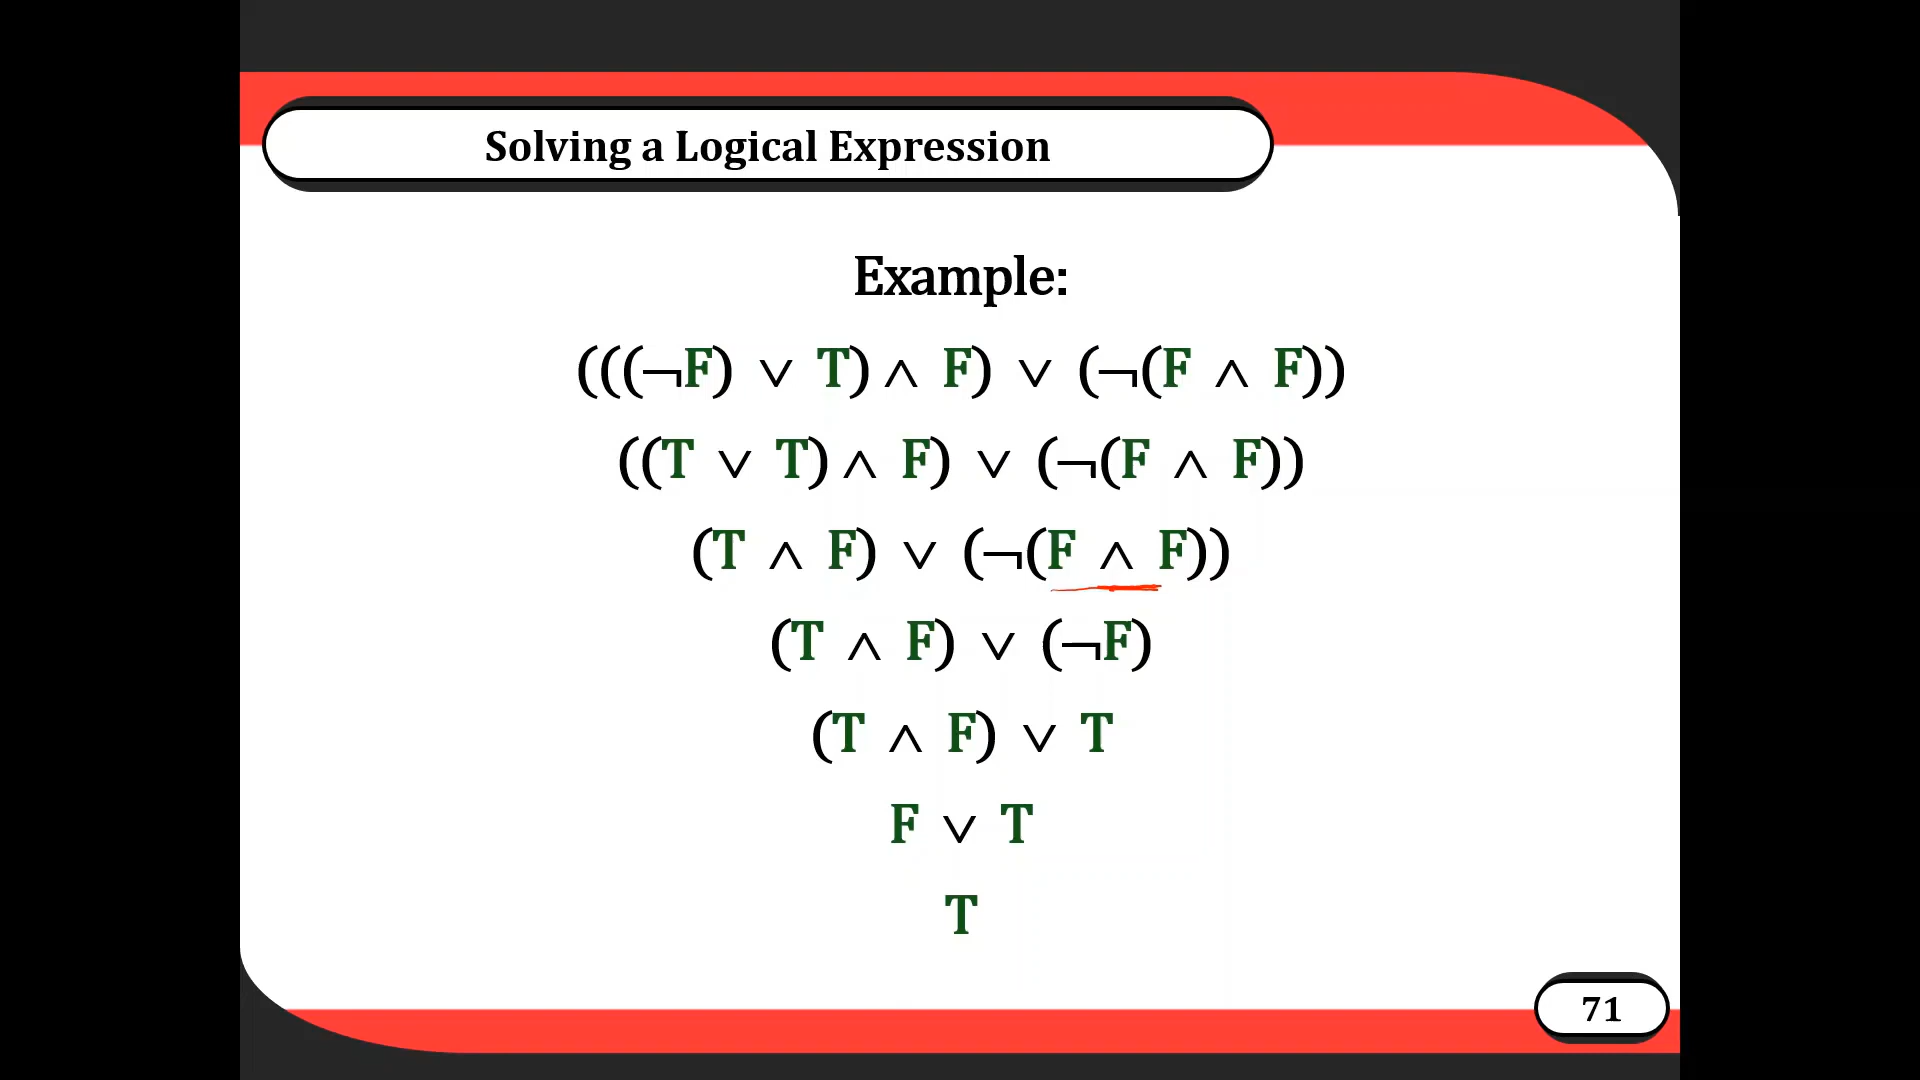 Solving a Logical Expression
Example:
(((¬F) ∨ T) ∧ F) ∨ (¬(F ∧ F))
((T ∨ T) ∧ F) ∨ (¬(F ∧ F))
(T ∧ F) ∨ (¬(F ∧ F))
(T ∧ F) ∨ (¬F)
(T ∧ F) ∨ T
F ∨ T
T
71